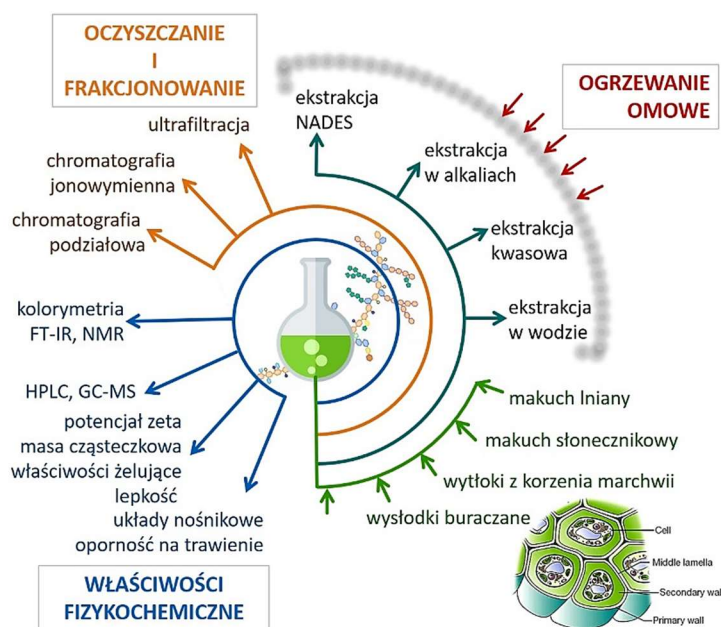 OCZYSZCZANIE
I
FRAKCJONOWANIE
OGRZEWANIE
OMOWE
ekstrakcja
NADES
ultrafiltracja
ekstrakcja
w alkaliach
chromatografia
jonowymienna
chromatografia
podziałowa
ekstrakcja
kwasowa
kolorymetria
FT-IR, NMR
ekstrakcja
w wodzie
HPLC, GC-MS
potencjał zeta
masa cząsteczkowa
właściwości żelujące
lepkość
układy nośnikowe
oporność na trawienie
makuch lniany
makuch słonecznikowy
wytłoki z korzenia marchwii
wysłodki buraczane
WŁAŚCIWOŚCI
FIZYKOCHEMICZNE
Cell
Middle lamella
Secondary wal
Primary wall